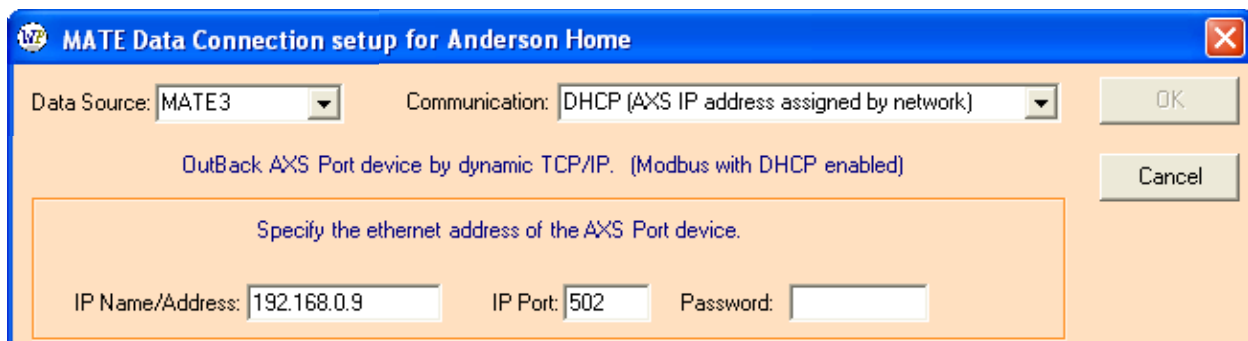 WP MATE Data Connection setup for Anderson Home
Data Source: MATE3 Communication: DHCP (AXS IP address assigned by network) OK
OutBack AXS Port device by dynamic TCP/IP. (Modbus with DHCP enabled)
Cancel
Specify the ethernet address of the AXS Port device.
IP Name/Address: 192.168.0.9 IP Port: 502 Password: